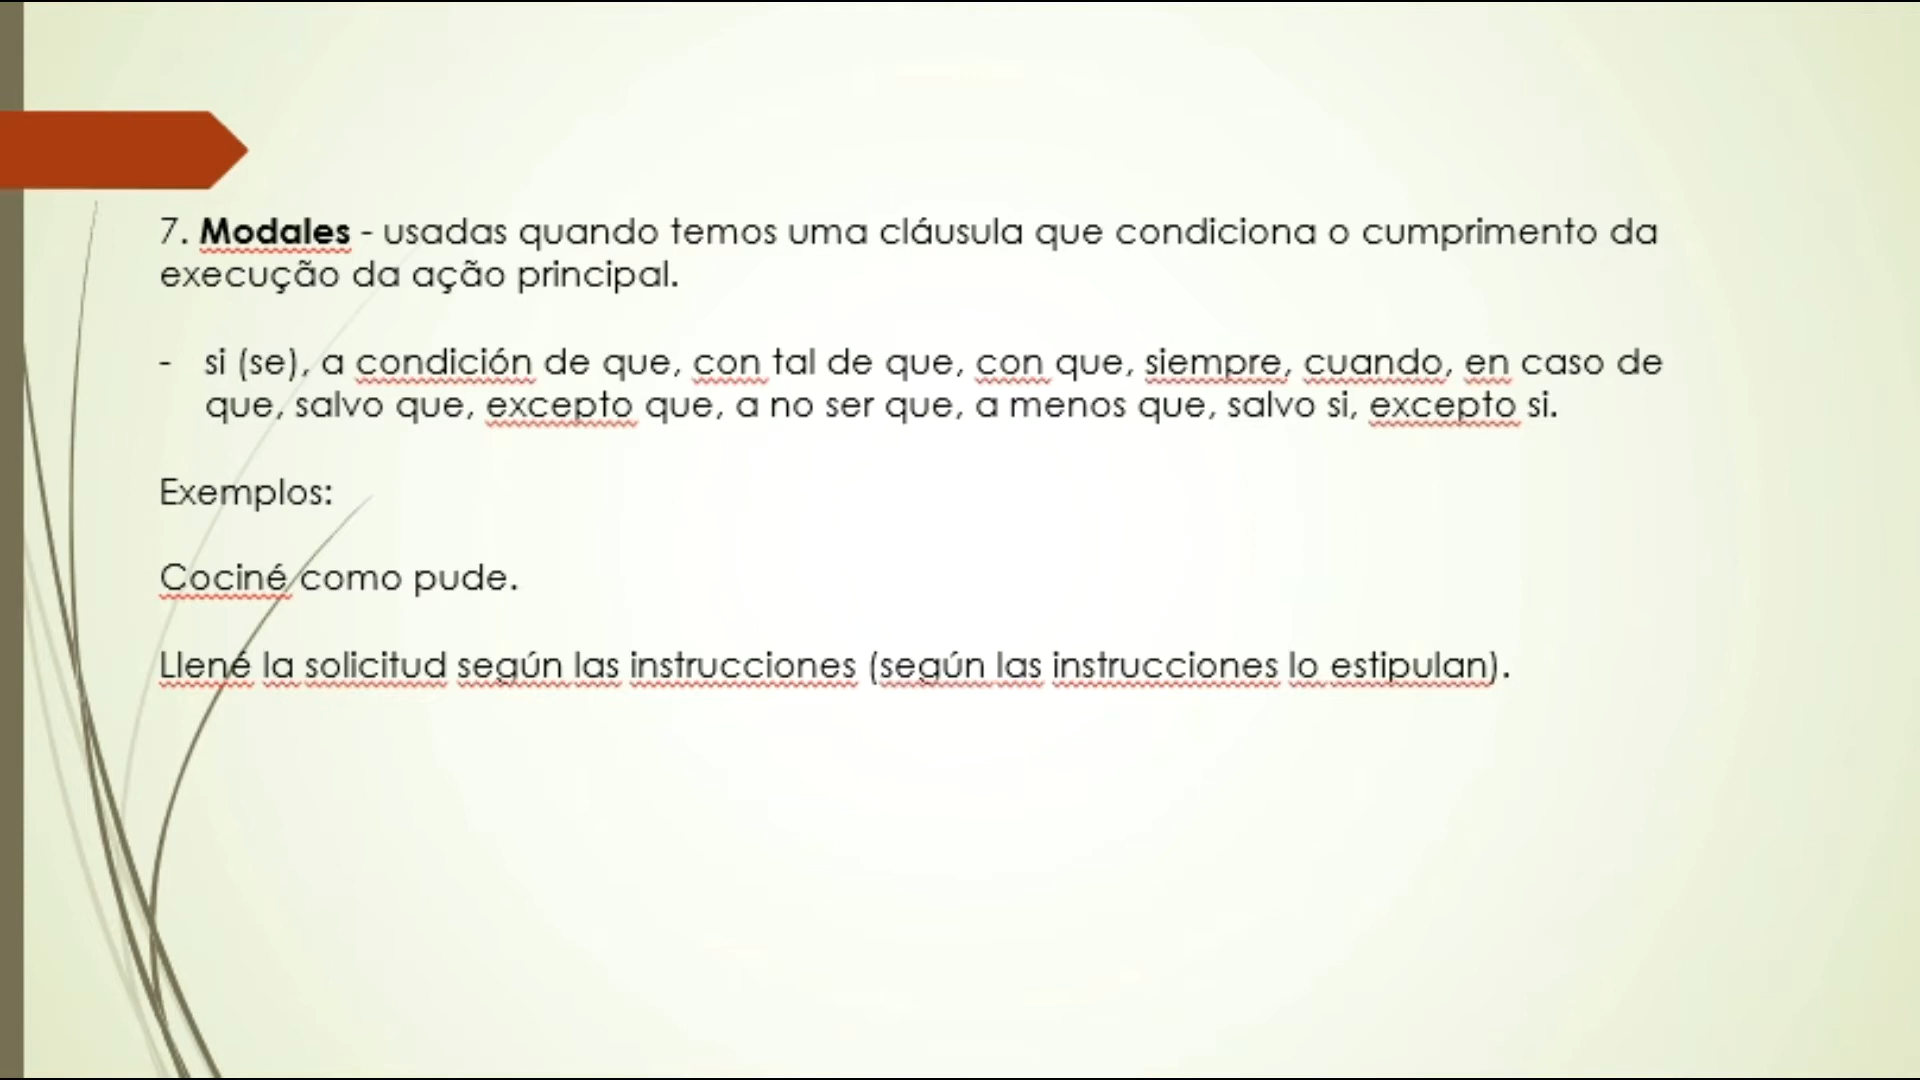 7. Modales - usadas quando temos uma cláusula que condiciona o cumprimento da
execução da ação principal.
- si (se), a condición de que, con tal de que, con que, siempre, cuando, en caso de
que, salvo que, excepto que, a no ser que, a menos que, salvo si, excepto si.
Exemplos:
Cociné como pude.
Llené la solicitud según las instrucciones (según las instrucciones lo estipulan).